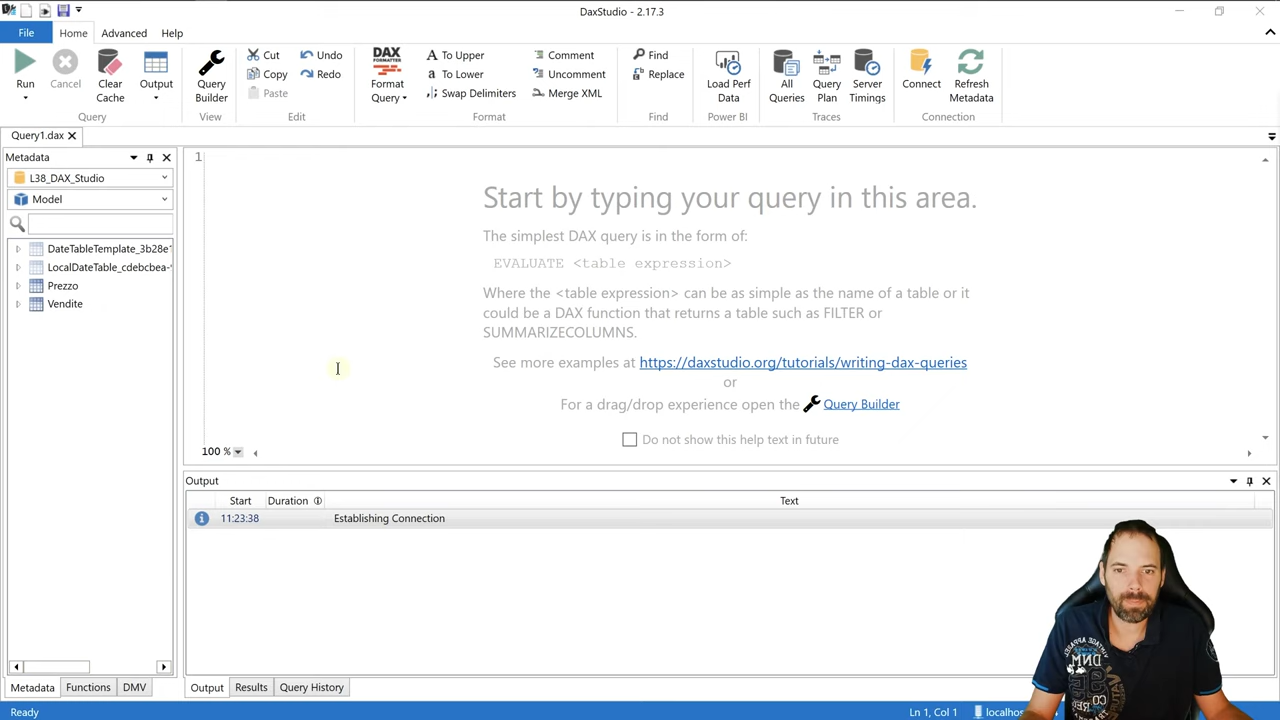 DaxStudio - 2.17.3
File Home Advanced Help
Run
Cancel
Clear Cache
Output
Query
Query Builder
View
Cut
Copy
Paste
Undo
Redo
Edit
DAX FORMATTER
Format Query
To Upper
To Lower
Swap Delimiters
Comment
Uncomment
Merge XML
Format
Find
Replace
Find
Load Perf Data
Power BI
All Queries
Query Plan
Server Timings
Traces
Connect
Refresh Metadata
Connection
Query1.dax
Metadata
L38_DAX_Studio
Model
DateTableTemplate_3b28e
LocalDateTable_cdebcbea-
Prezzo
Vendite
1
Start by typing your query in this area.
The simplest DAX query is in the form of:
EVALUATE <table expression>
Where the <table expression> can be as simple as the name of a table or it
could be a DAX function that returns a table such as FILTER or
SUMMARIZECOLUMNS.
See more examples at https://daxstudio.org/tutorials/writing-dax-queries
or
For a drag/drop experience open the Query Builder
Do not show this help text in future
100 %
Output
Start Duration Text
11:23:38 Establishing Connection
Metadata Functions DMV
Output Results Query History
Ready
Ln 1, Col 1
localhos
DNM